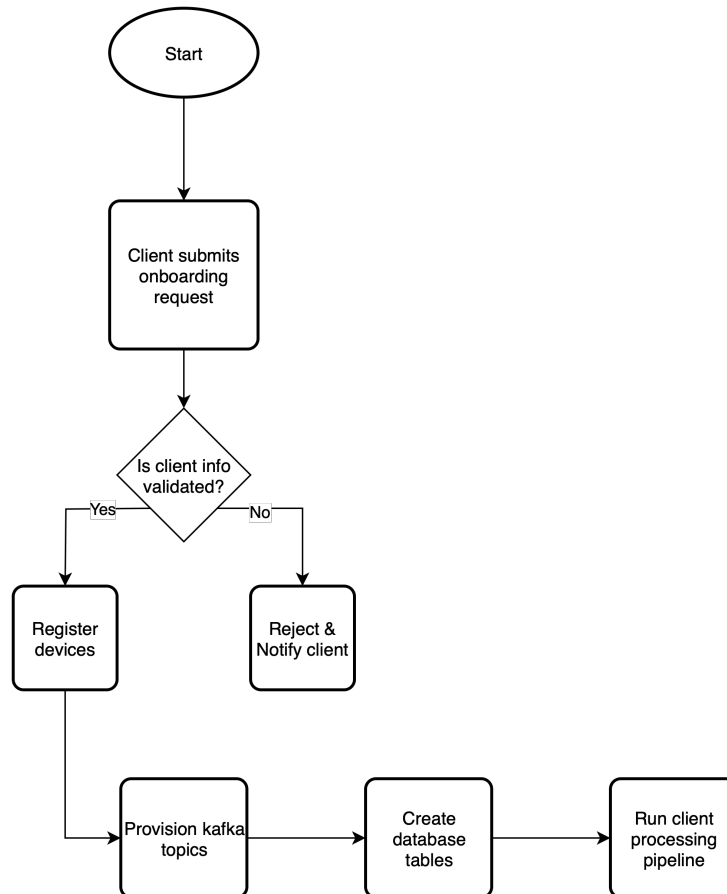 Start
Client submits
onboarding
request
Is client info
validated?
Yes
No
Register
devices
Reject &
Notify client
Provision kafka
topics
Create
database
tables
Run client
processing
pipeline